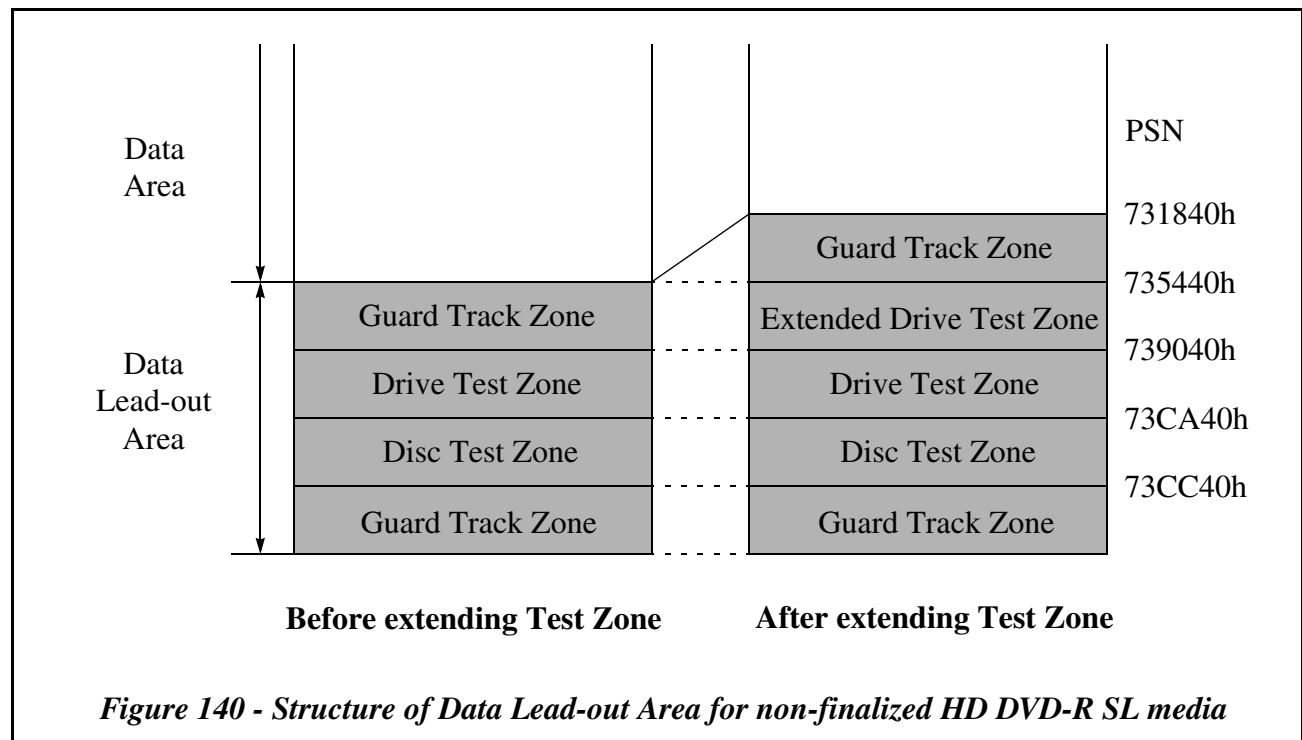 Data
Area
PSN
731840h
Guard Track Zone
735440h
Guard Track Zone
Extended Drive Test Zone
739040h
Data
Lead-out
Area
Drive Test Zone
Drive Test Zone
73CA40h
Disc Test Zone
Disc Test Zone
73CC40h
Guard Track Zone
Guard Track Zone
Before extending Test Zone
After extending Test Zone
Figure 140 - Structure of Data Lead-out Area for non-finalized HD DVD-R SL media